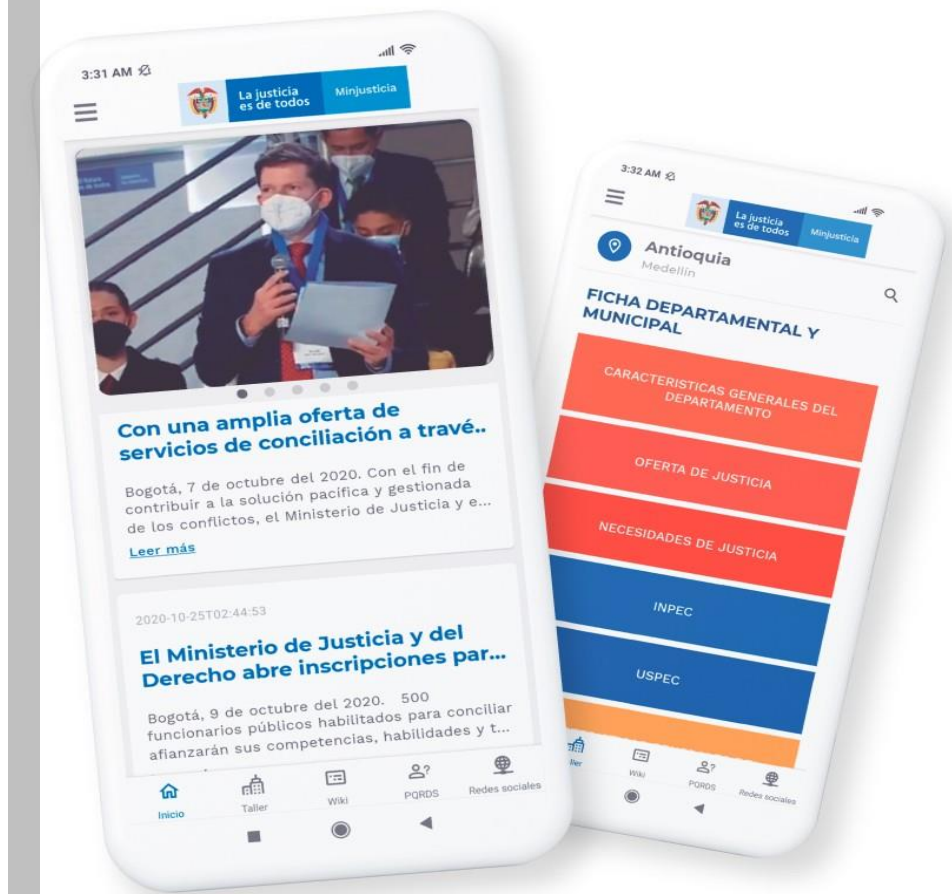 3:31 AM
La justicia
es de todos
Minjusticia
Con una amplia oferta de
servicios de conciliación a travé..
Bogotá, 7 de octubre del 2020. Con el fin de
contribuir a la solución pacífica y gestionada
de los conflictos, el Ministerio de Justicia y e...
Leer más
2020-10-25T02:44:53
El Ministerio de Justicia y del
Derecho abre inscripciones par...
Bogotá, 9 de octubre del 2020. 500
funcionarios públicos habilitados para conciliar
afianzarán sus competencias, habilidades y t...
Inicio
Taller
Wiki
PQRDS
Redes sociales
3:32 AM
La justicia
es de todos
Minjusticia
Antioquia
Medellín
FICHA DEPARTAMENTAL Y
MUNICIPAL
CARACTERISTICAS GENERALES DEL
DEPARTAMENTO
OFERTA DE JUSTICIA
NECESIDADES DE JUSTICIA
INPEC
USPEC
Wiki
PQRDS
Redes sociales